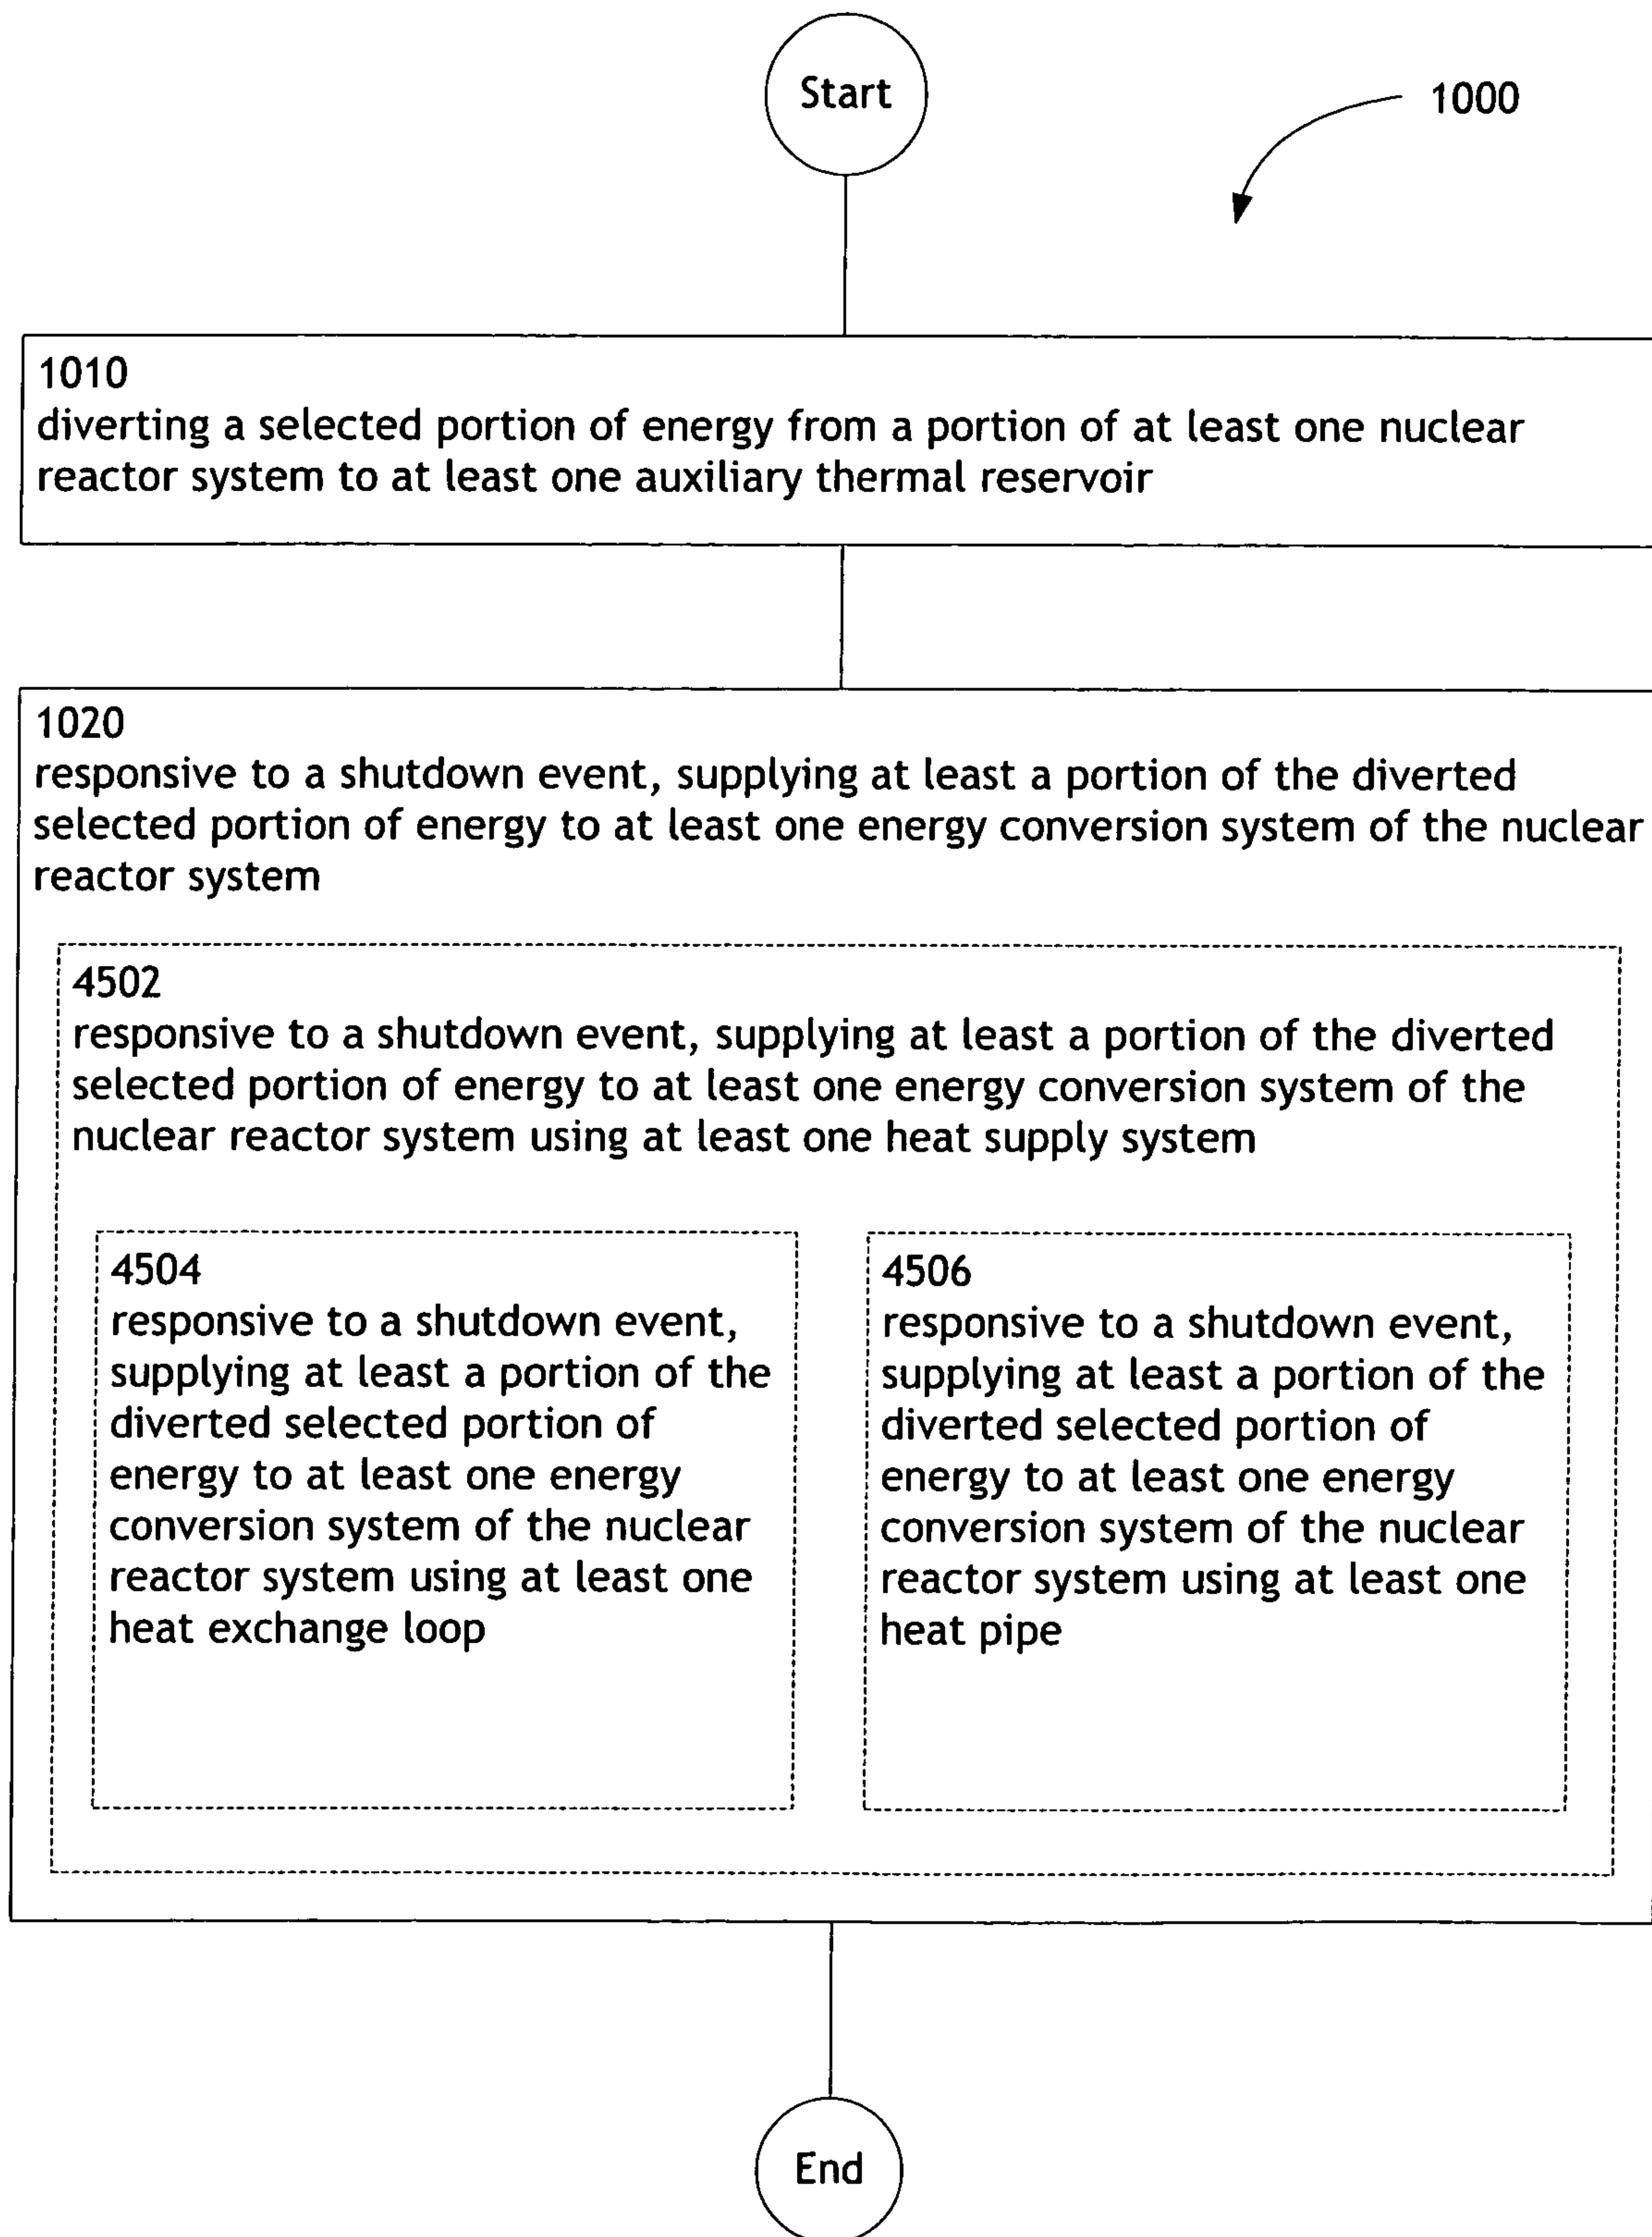 Start
1000
1010
diverting a selected portion of energy from a portion of at least one nuclear
reactor system to at least one auxiliary thermal reservoir
1020
responsive to a shutdown event, supplying at least a portion of the diverted
selected portion of energy to at least one energy conversion system of the nuclear
reactor system
4502
responsive to a shutdown event, supplying at least a portion of the diverted
selected portion of energy to at least one energy conversion system of the
nuclear reactor system using at least one heat supply system
4504
responsive to a shutdown event,
supplying at least a portion of the
diverted selected portion of
energy to at least one energy
conversion system of the nuclear
reactor system using at least one
heat exchange loop
4506
responsive to a shutdown event,
supplying at least a portion of the
diverted selected portion of
energy to at least one energy
conversion system of the nuclear
reactor system using at least one
heat pipe
End